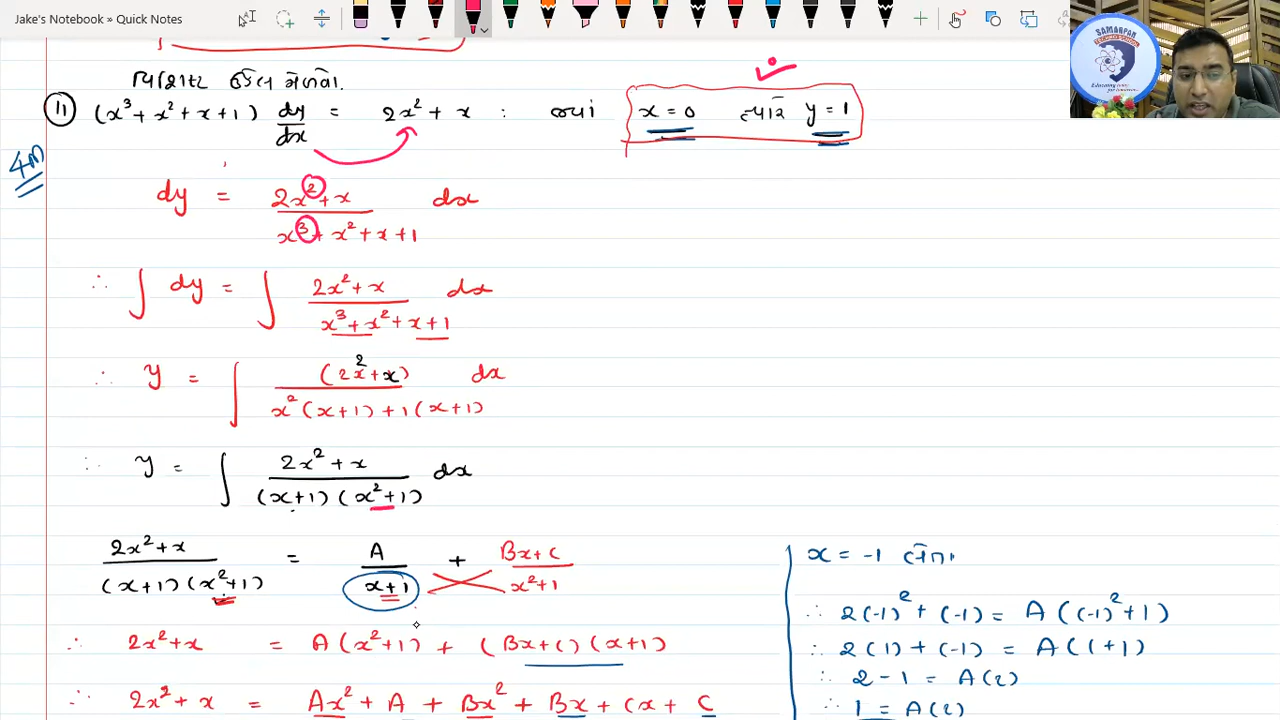 Jake's Notebook » Quick Notes
SAMARPAN
(11) (x³ + x² + x + 1) dy/dx = 2x² + x : જ્યાં x = 0 ત્યારે y = 1
4M
dy = (2x² + x)/(x³ + x² + x + 1) dx
∴ ∫ dy = ∫ (2x² + x)/(x³ + x² + x + 1) dx
∴ y = ∫ (2x² + x)/(x²(x+1) + 1(x+1)) dx
∴ y = ∫ (2x² + x)/((x+1)(x²+1)) dx
(2x² + x)/((x+1)(x²+1)) = A/(x+1) + (Bx+C)/(x²+1)
∴ 2x² + x = A(x²+1) + (Bx+C)(x+1)
∴ 2x² + x = Ax² + A + Bx² + Bx + Cx + C
x = -1 લેતા
∴ 2(-1)² + (-1) = A((-1)² + 1)
∴ 2(1) + (-1) = A(1+1)
∴ 2 - 1 = A(2)
∴ 1 = A(2)